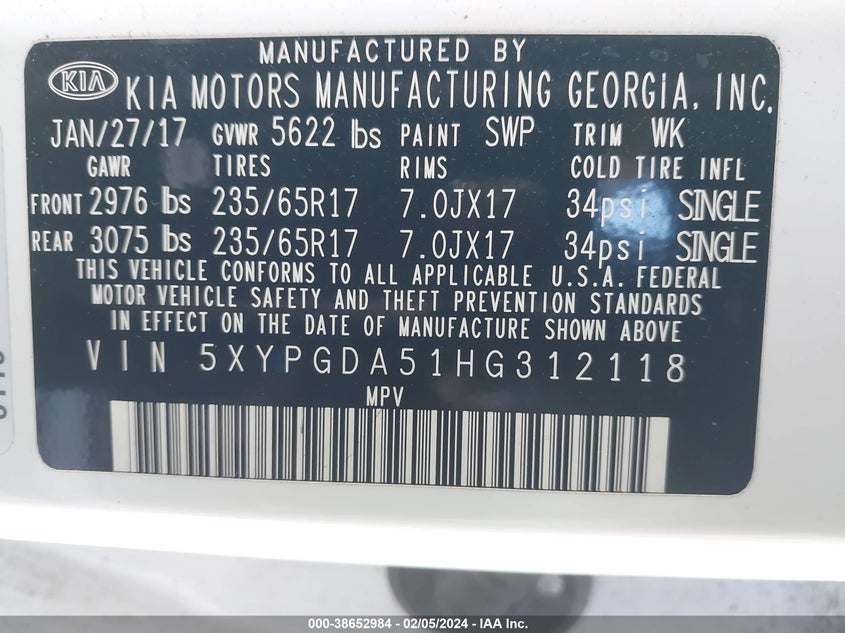 MANUFACTURED BY
KIA KIA MOTORS MANUFACTURING GEORGIA, INC.
JAN/27/17 GVWR 5622 lbs PAINT SWP TRIM WK
GAWR TIRES RIMS COLD TIRE INFL
FRONT 2976 lbs 235/65R17 7.0JX17 34psi SINGLE
REAR 3075 lbs 235/65R17 7.0JX17 34psi SINGLE
THIS VEHICLE CONFORMS TO ALL APPLICABLE U.S.A. FEDERAL
MOTOR VEHICLE SAFETY AND THEFT PREVENTION STANDARDS
IN EFFECT ON THE DATE OF MANUFACTURE SHOWN ABOVE
VIN 5XYPGDA51HG312118
MPV
000-38652984 - 02/05/2024 - IAA, Inc.